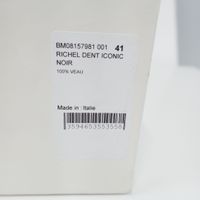 BM08157981 001 41
RICHEL DENT ICONIC
NOIR
100% VEAU
Made in : Italie
3594653553558